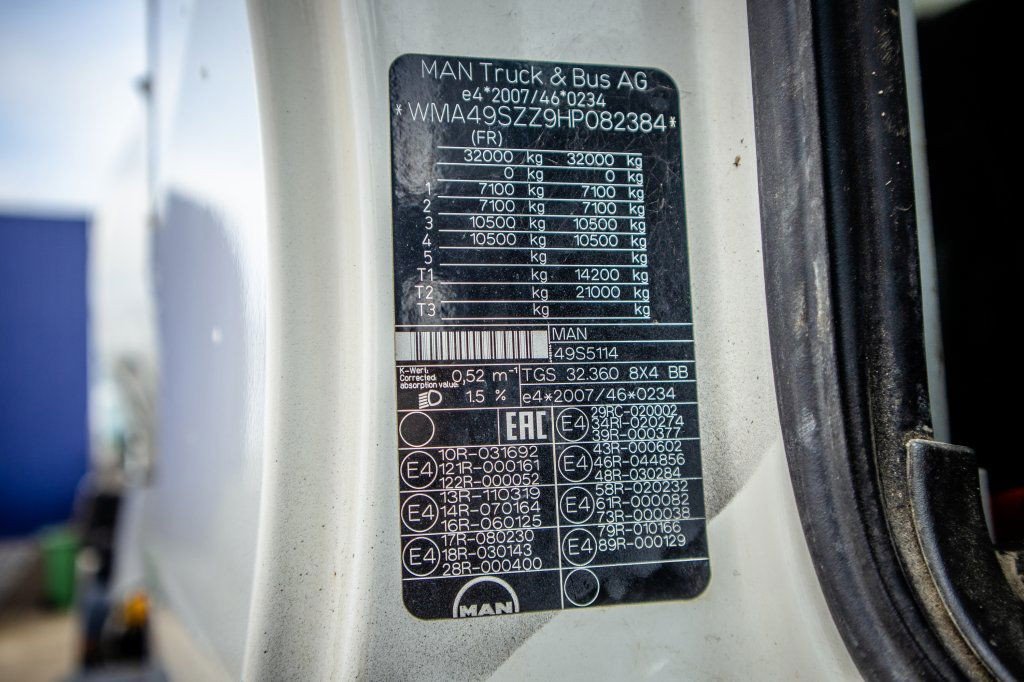 MAN Truck & Bus AG
e4*2007/46*0234
*WMA49SZZ9HP082384*
(FR)
32000 kg 32000 kg
0 kg 0 kg
1 7100 kg 7100 kg
2 7100 kg 7100 kg
3 10500 kg 10500 kg
4 10500 kg 10500 kg
5 kg kg
T1 kg 14200 kg
T2 kg 21000 kg
T3 kg kg
MAN
49S5114
K-Wert:
Corrected
absorption value
0,52 m⁻¹
TGS 32.360 8X4 BB
1.5 %
e4*2007/46*0234
EAC
E4
29RC-020002
34RI-020274
39R-000377
E4
10R-031692
121R-000161
122R-000052
E4
43R-000602
46R-044856
48R-030284
E4
13R-110319
14R-070164
16R-060125
E4
58R-020232
61R-000082
73R-000038
E4
17R-080230
18R-030143
28R-000400
E4
79R-010166
89R-000129
MAN